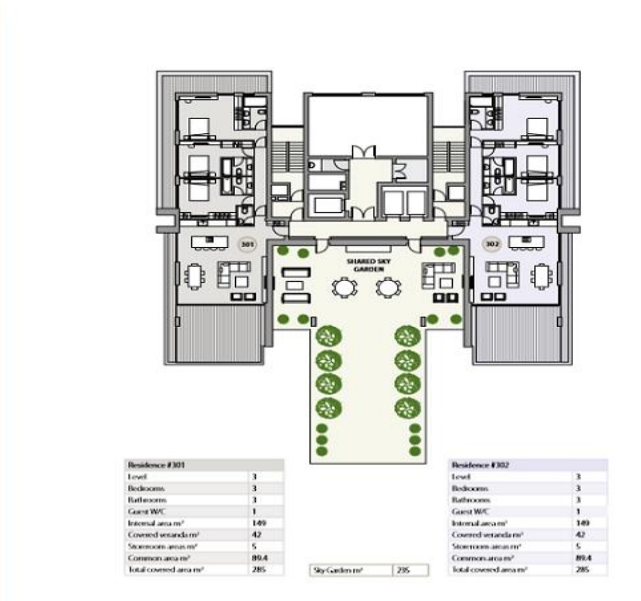 301
SHARED SKY
GARDEN
302
Residence #301
Level 3
Bedrooms 3
Bathrooms 3
Guest W/C 1
Internal area m² 149
Covered veranda m² 42
Storeroom areas m² 5
Common area m² 89.4
Total covered area m² 285
Sky Garden m² 235
Residence #302
Level 3
Bedrooms 3
Bathrooms 3
Guest W/C 1
Internal area m² 149
Covered veranda m² 42
Storeroom areas m² 5
Common area m² 89.4
Total covered area m² 285